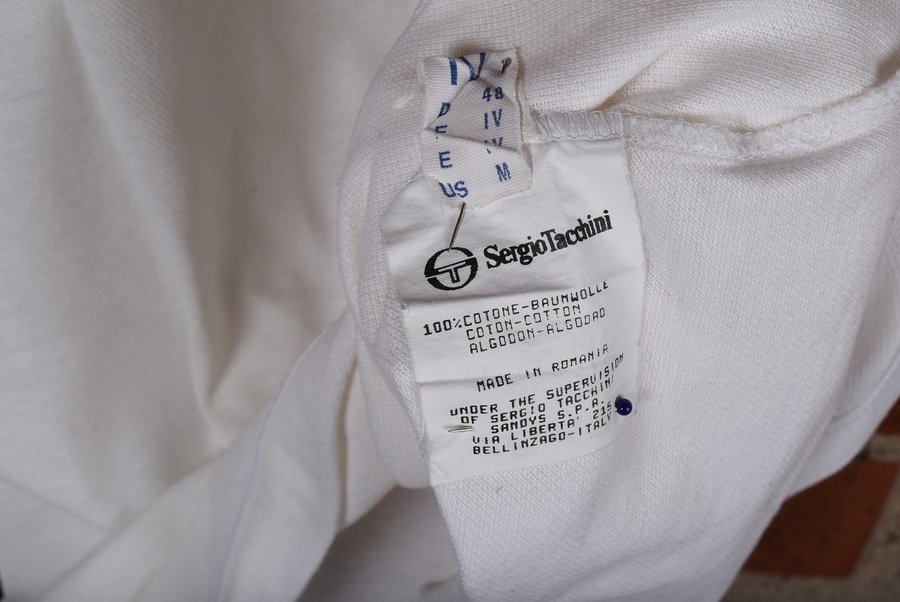 IV
D 48
F IV
E IV
US M
SergioTacchini
100%COTONE-BAUMWOLLE
COTON-COTTON
ALGODON-ALGODAO
MADE IN ROMANIA
UNDER THE SUPERVISION
OF SERGIO TACCHINI
SANDYS S.P.A.
VIA LIBERTA' 215
BELLINZAGO-ITALY